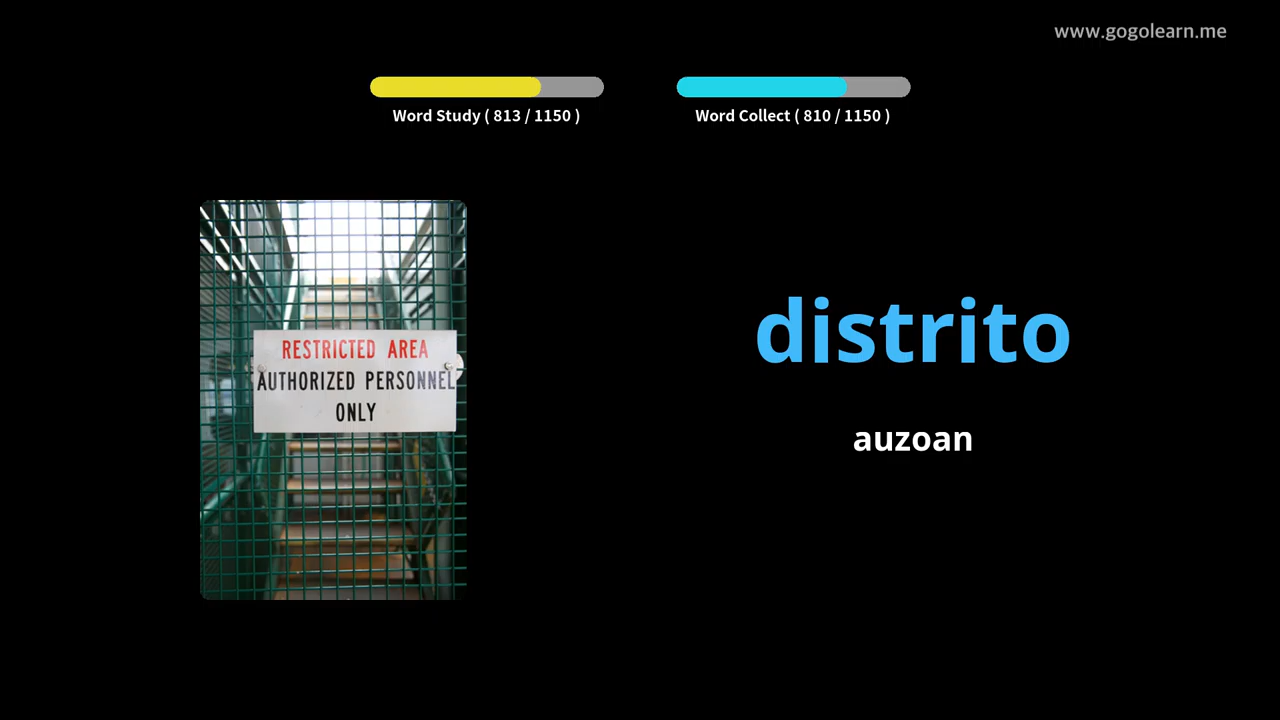 www.gogolearn.me
Word Study ( 813 / 1150 )
Word Collect ( 810 / 1150 )
RESTRICTED AREA
AUTHORIZED PERSONNEL
ONLY
distrito
auzoan